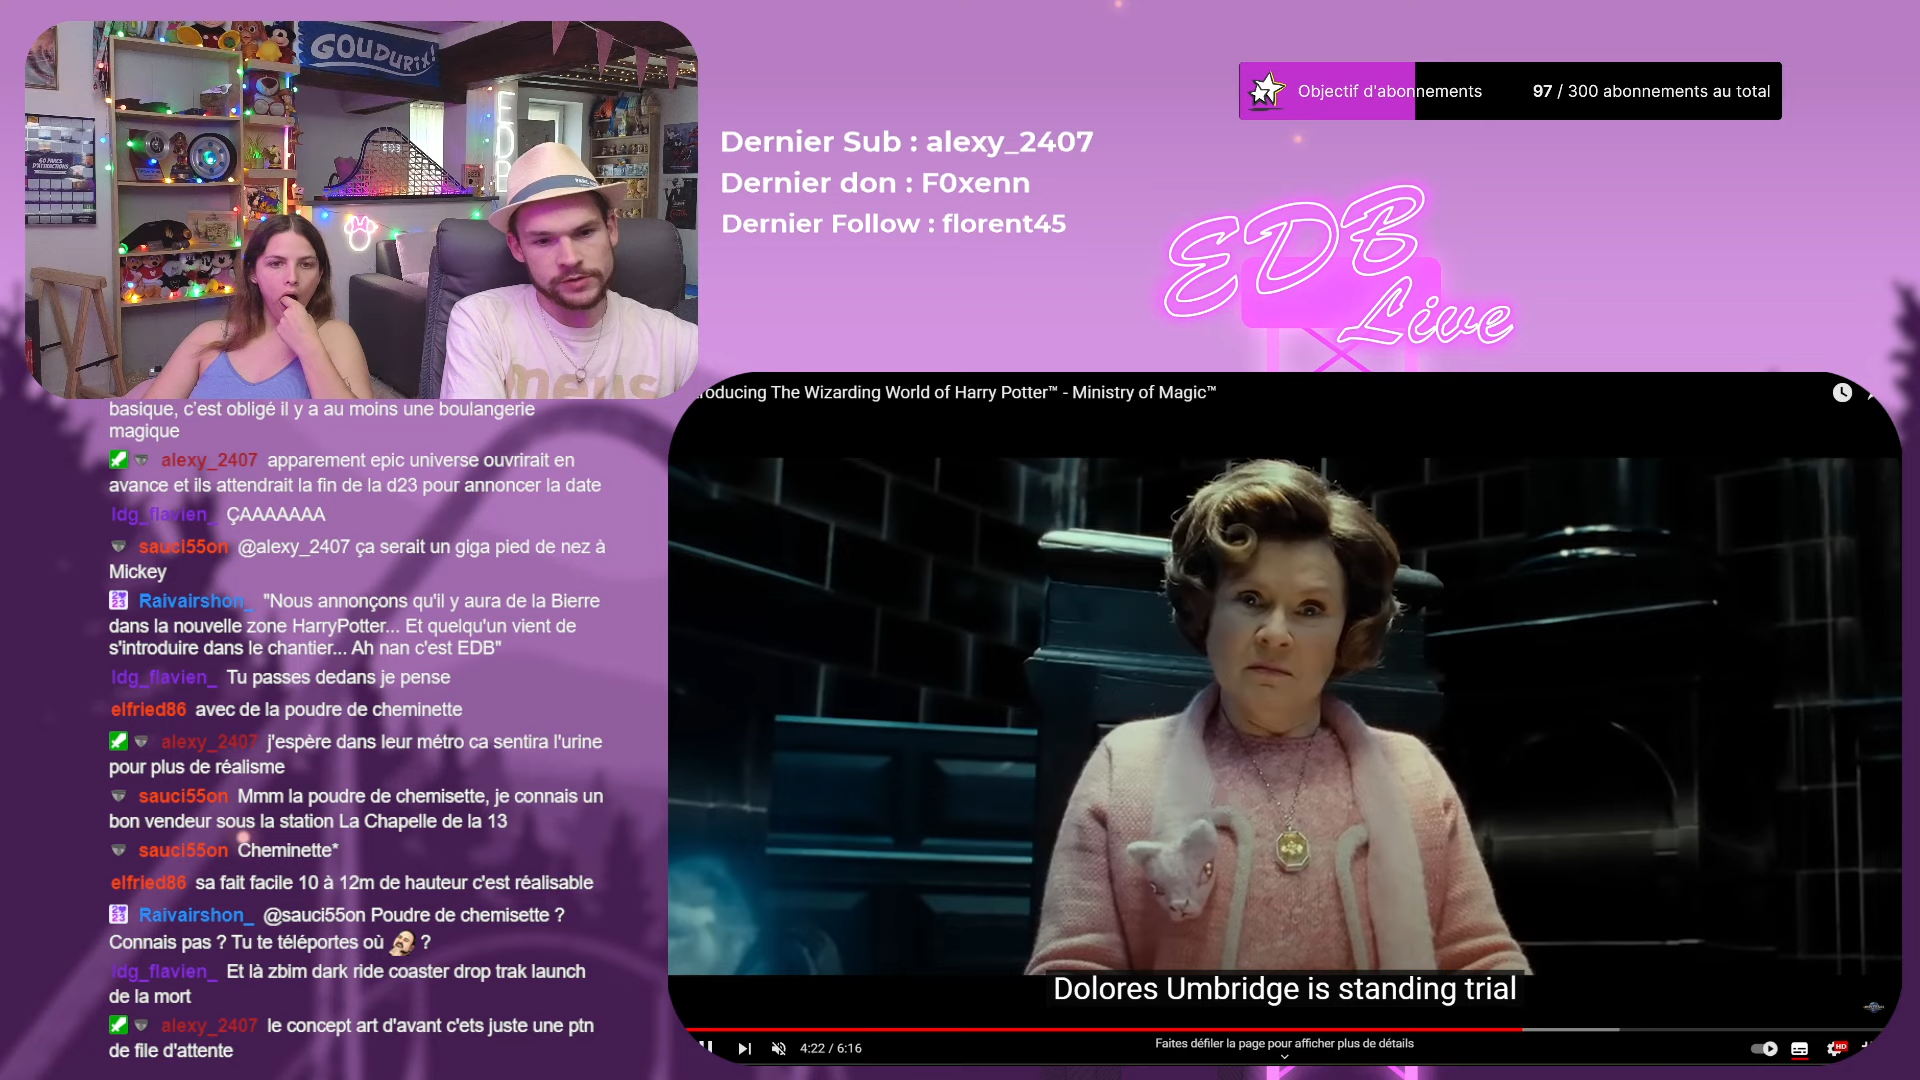 GOUDURIX!
EDB
EDB
60 PARCS
D'ATTRACTIONS
Objectif d'abonnements
97 / 300 abonnements au total
Dernier Sub : alexy_2407
Dernier don : F0xenn
Dernier Follow : florent45
EDB
Live
basique, c'est obligé il y a au moins une boulangerie
magique
alexy_2407 apparement epic universe ouvrirait en
avance et ils attendrait la fin de la d23 pour annoncer la date
ldg_flavien_ ÇAAAAAAA
sauci55on @alexy_2407 ça serait un giga pied de nez à
Mickey
Raivairshon_ "Nous annonçons qu'il y aura de la Bierre
dans la nouvelle zone HarryPotter... Et quelqu'un vient de
s'introduire dans le chantier... Ah nan c'est EDB"
ldg_flavien_ Tu passes dedans je pense
elfried86 avec de la poudre de cheminette
alexy_2407 j'espère dans leur métro ca sentira l'urine
pour plus de réalisme
sauci55on Mmm la poudre de chemisette, je connais un
bon vendeur sous la station La Chapelle de la 13
sauci55on Cheminette*
elfried86 sa fait facile 10 à 12m de hauteur c'est réalisable
Raivairshon_ @sauci55on Poudre de chemisette ?
Connais pas ? Tu te téléportes où ?
ldg_flavien_ Et là zbim dark ride coaster drop trak launch
de la mort
alexy_2407 le concept art d'avant c'ets juste une ptn
de file d'attente
roducing The Wizarding World of Harry Potter™ - Ministry of Magic™
Dolores Umbridge is standing trial
4:22 / 6:16
Faites défiler la page pour afficher plus de détails
HD